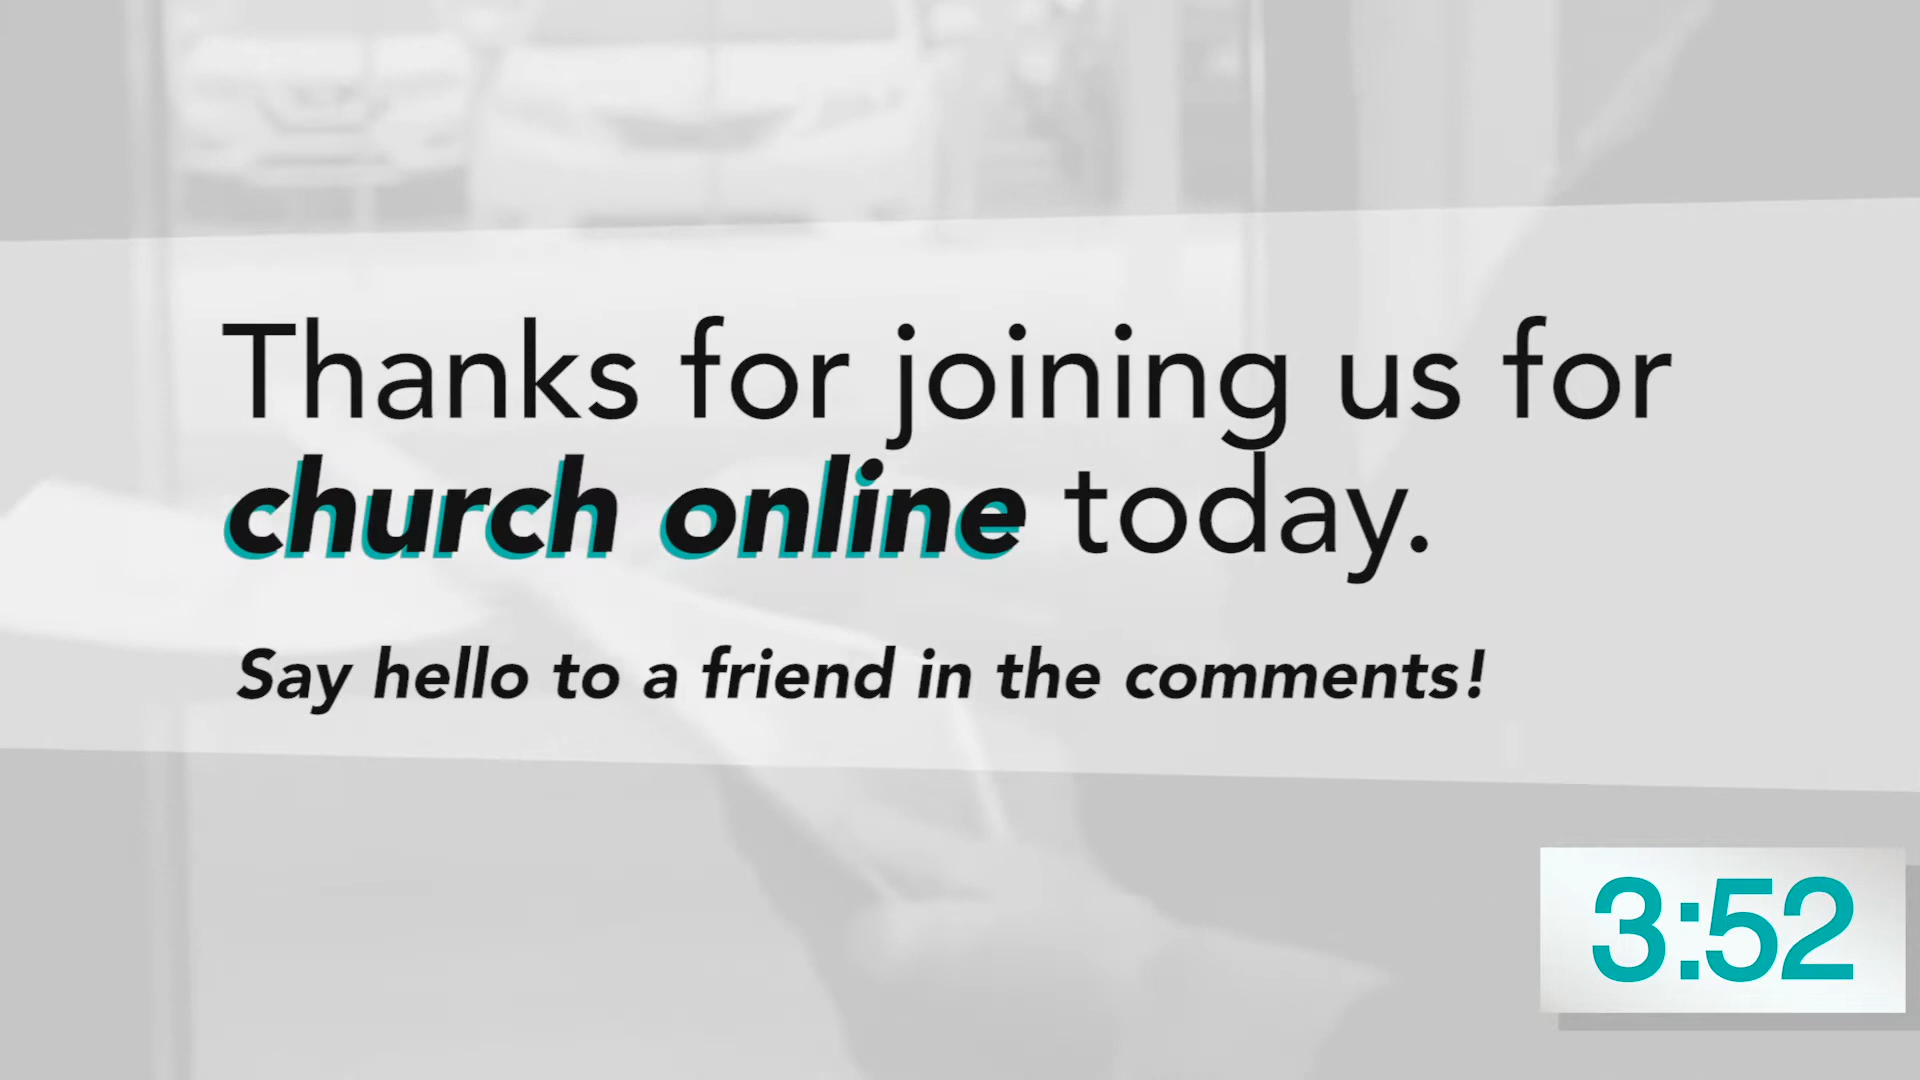 Thanks for joining us for
church online today.
Say hello to a friend in the comments!
3:52